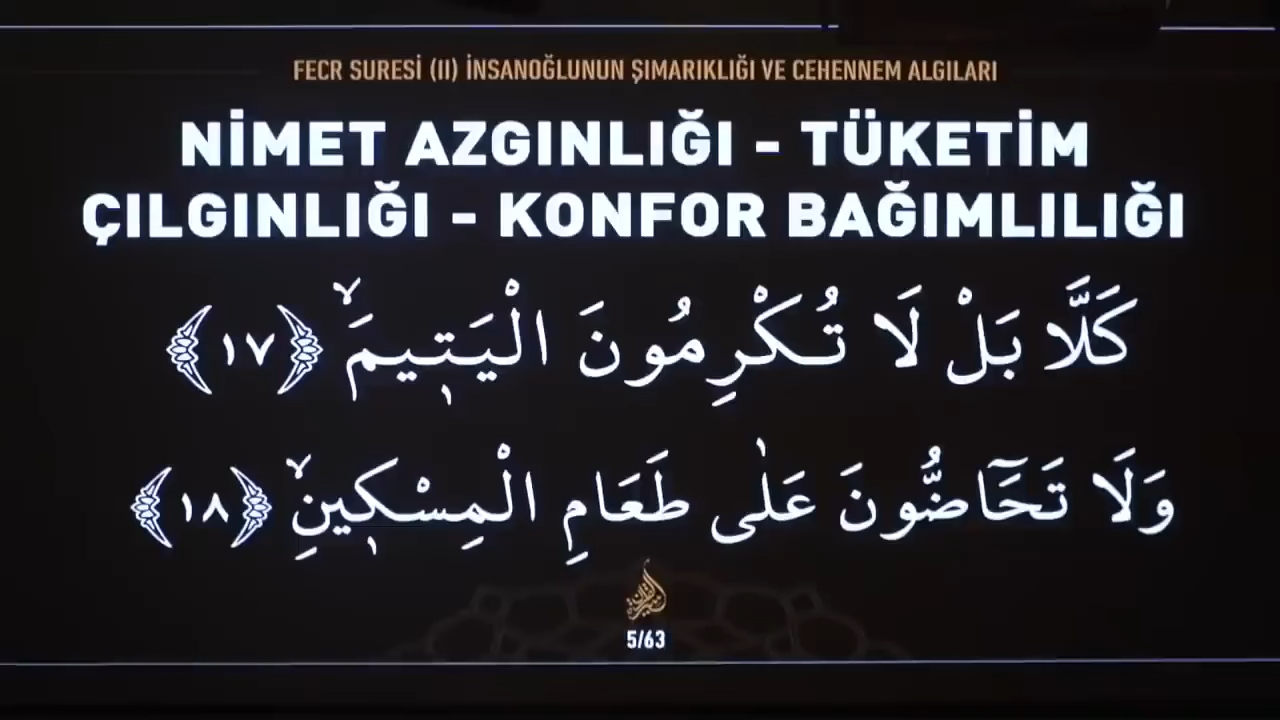 FECR SURESİ (II) İNSANOĞLUNUN ŞIMARIKLIĞI VE CEHENNEM ALGILARI
NİMET AZGINLIĞI - TÜKETİM
ÇILGINLIĞI - KONFOR BAĞIMLILIĞI
كَلَّا بَلْ لَا تُكْرِمُونَ الْيَت۪يمَۙ ﴿١٧﴾
وَلَا تَحَٓاضُّونَ عَلٰى طَعَامِ الْمِسْك۪ينِۙ ﴿١٨﴾
5/63